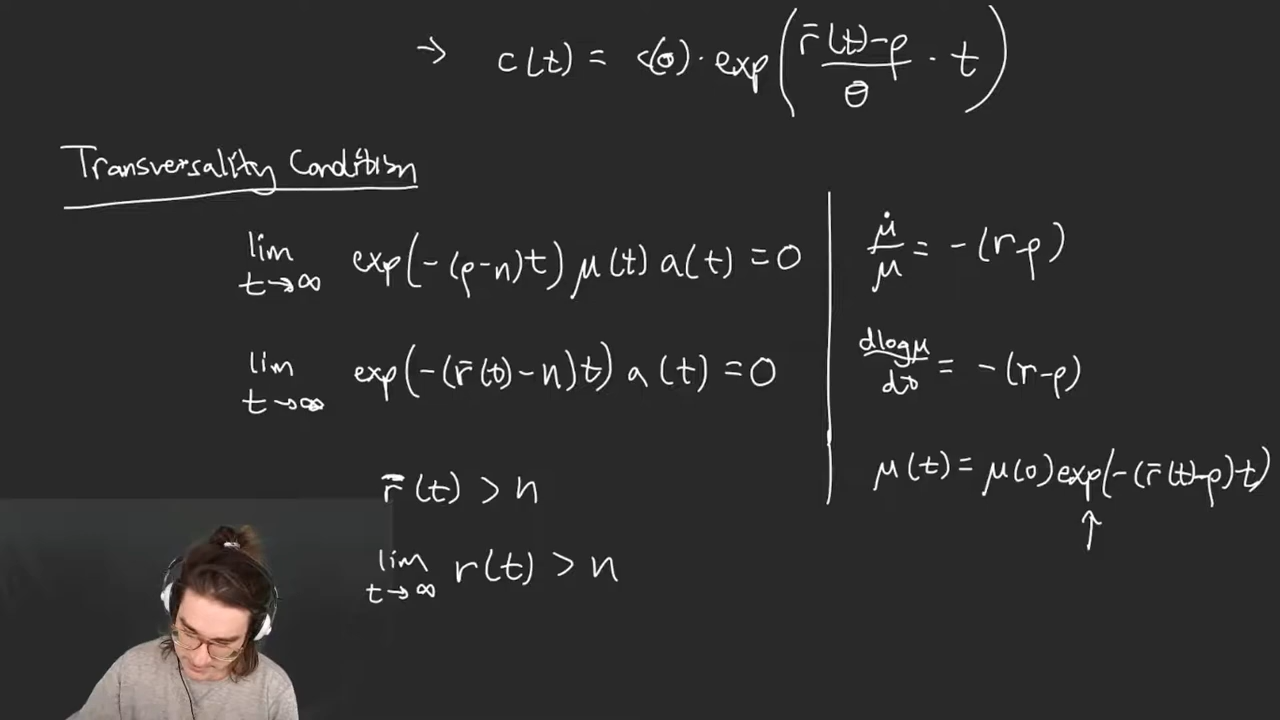 → c(t) = c(0) · exp( (r̄(t)-ρ)/θ · t )
Transversality Condition
lim t→∞ exp(-(ρ-n)t) μ(t) a(t) = 0
lim t→∞ exp(-(r̄(t)-n)t) a(t) = 0
r̄(t) > n
lim t→∞ r(t) > n
μ̇/μ = -(r-ρ)
dlogμ/dt = -(r-ρ)
μ(t) = μ(0) exp(-(r̄(t)-ρ)t)
↑